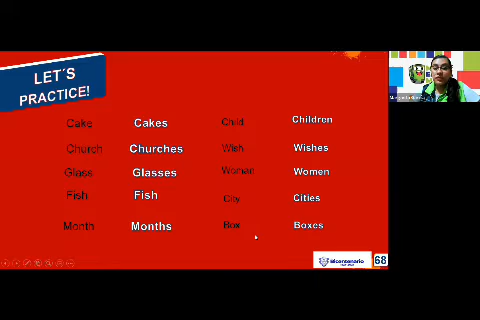 LET´S
PRACTICE!
Cake Cakes Child Children
Church Churches Wish Wishes
Glass Glasses Woman Women
Fish Fish City Cities
Month Months Box Boxes
Bicentenario 68